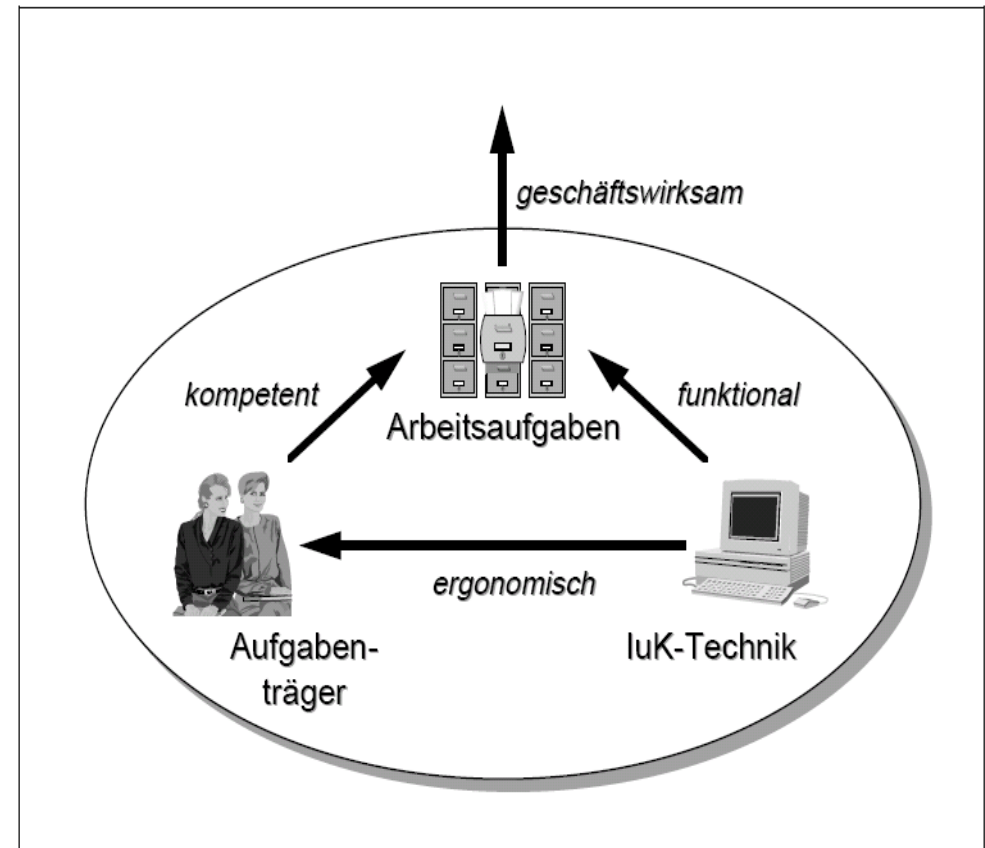 geschäftswirksam
kompetent
funktional
Arbeitsaufgaben
ergonomisch
Aufgaben-
träger
IuK-Technik